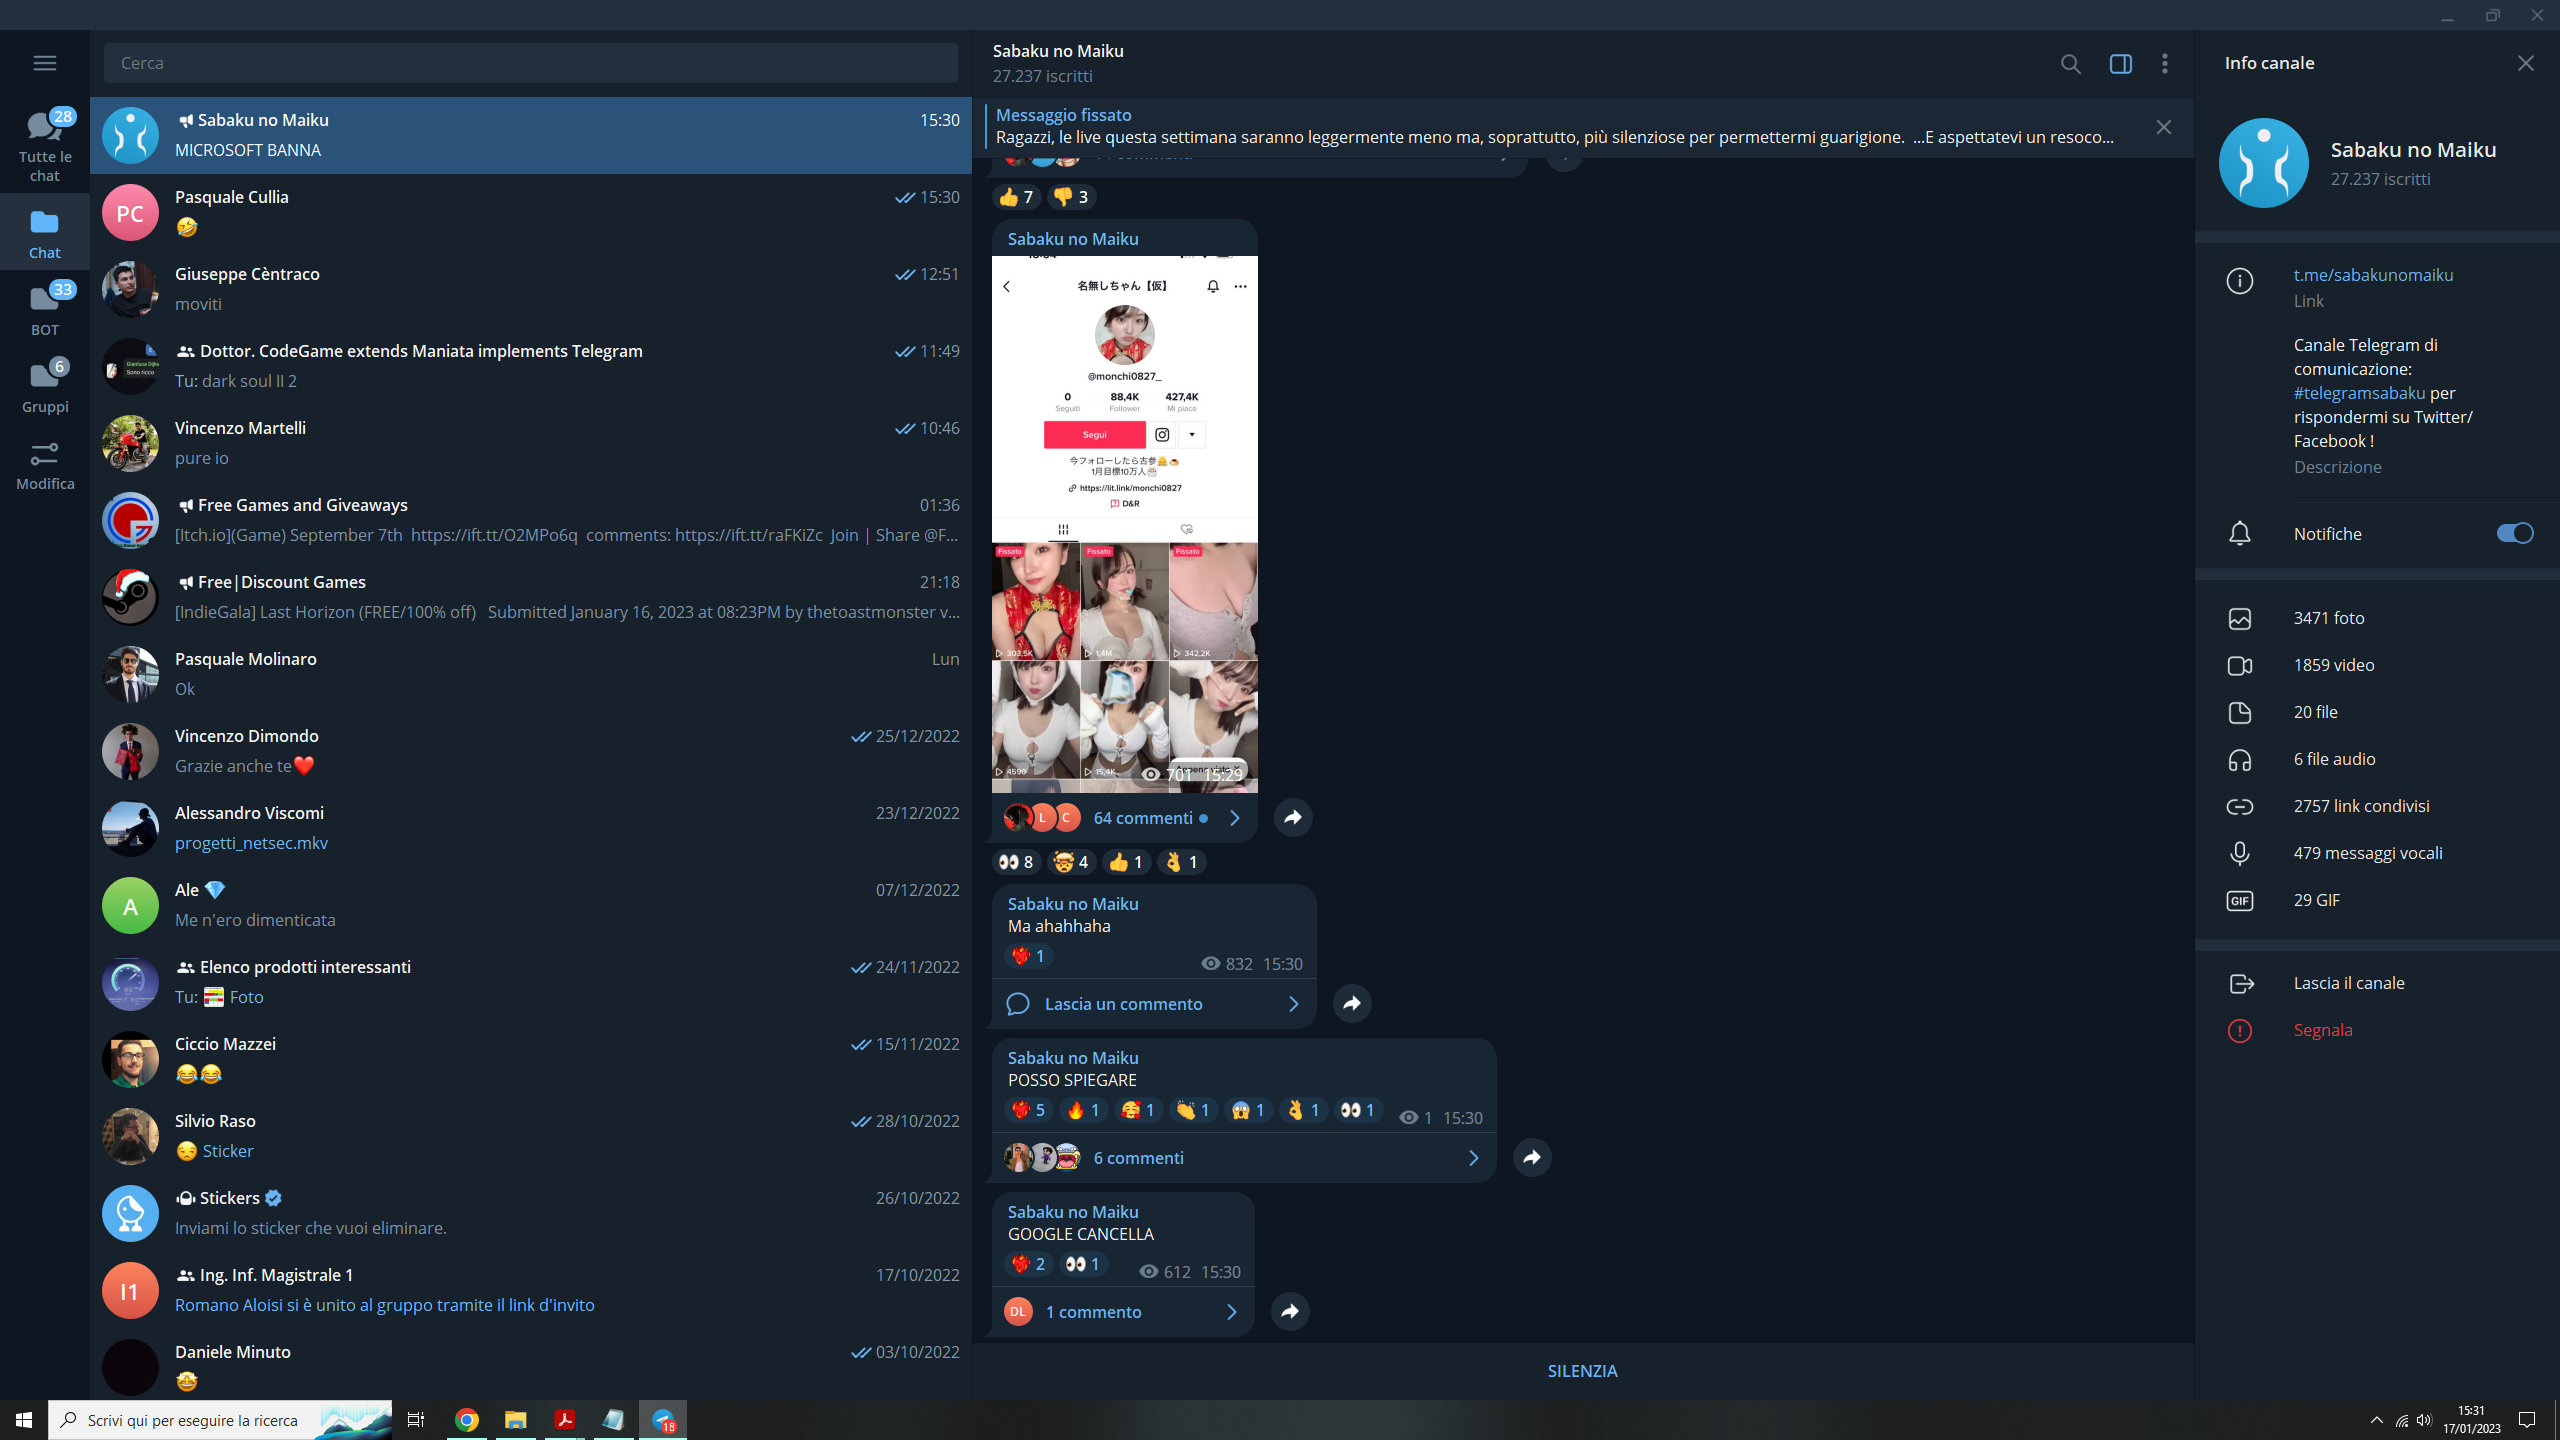 Cerca
28
Tutte le
chat
Chat
33
BOT
6
Gruppi
Modifica
Sabaku no Maiku
15:30
MICROSOFT BANNA
PC
Pasquale Cullia
15:30
🤣
Giuseppe Cèntraco
12:51
moviti
Dottor. CodeGame extends Maniata implements Telegram
11:49
Tu: dark soul II 2
Vincenzo Martelli
10:46
pure io
Free Games and Giveaways
01:36
[Itch.io](Game) September 7th https://ift.tt/O2MPo6q comments: https://ift.tt/raFKiZc Join | Share @F...
Free|Discount Games
21:18
[IndieGala] Last Horizon (FREE/100% off) Submitted January 16, 2023 at 08:23PM by thetoastmonster v...
Pasquale Molinaro
Lun
Ok
Vincenzo Dimondo
25/12/2022
Grazie anche te❤️
Alessandro Viscomi
23/12/2022
progetti_netsec.mkv
A
Ale 💎
07/12/2022
Me n'ero dimenticata
Elenco prodotti interessanti
24/11/2022
Tu: Foto
Ciccio Mazzei
15/11/2022
😂😂
Silvio Raso
28/10/2022
😒 Sticker
Stickers
26/10/2022
Inviami lo sticker che vuoi eliminare.
I1
Ing. Inf. Magistrale 1
17/10/2022
Romano Aloisi si è unito al gruppo tramite il link d'invito
Daniele Minuto
03/10/2022
🤩
Sabaku no Maiku
27.237 iscritti
Messaggio fissato
Ragazzi, le live questa settimana saranno leggermente meno ma, soprattutto, più silenziose per permettermi guarigione. ...E aspettatevi un resoco...
👍 7 👎 3
Sabaku no Maiku
名無しちゃん【仮】
@monchi0827_
0 88,4K 427,4K
Seguiti Follower Mi piace
Segui
今フォローしたら古参
1月目標10万人
https://lit.link/monchi0827
D&R
Fissato Fissato Fissato
303,5K 1,4M 342,2K
4590 15,4K
701 15:29
L C
64 commenti
👀 8 🤯 4 👍 1 👌 1
Sabaku no Maiku
Ma ahahhaha
❤️‍🔥 1
832 15:30
Lascia un commento
Sabaku no Maiku
POSSO SPIEGARE
❤️‍🔥 5 🔥 1 🥰 1 👏 1 😱 1 👌 1 👀 1
1 15:30
6 commenti
Sabaku no Maiku
GOOGLE CANCELLA
❤️‍🔥 2 👀 1
612 15:30
DL
1 commento
SILENZIA
Info canale
Sabaku no Maiku
27.237 iscritti
t.me/sabakunomaiku
Link
Canale Telegram di
comunicazione:
#telegramsabaku per
rispondermi su Twitter/
Facebook !
Descrizione
Notifiche
3471 foto
1859 video
20 file
6 file audio
2757 link condivisi
479 messaggi vocali
GIF
29 GIF
Lascia il canale
Segnala
Scrivi qui per eseguire la ricerca
18
15:31
17/01/2023